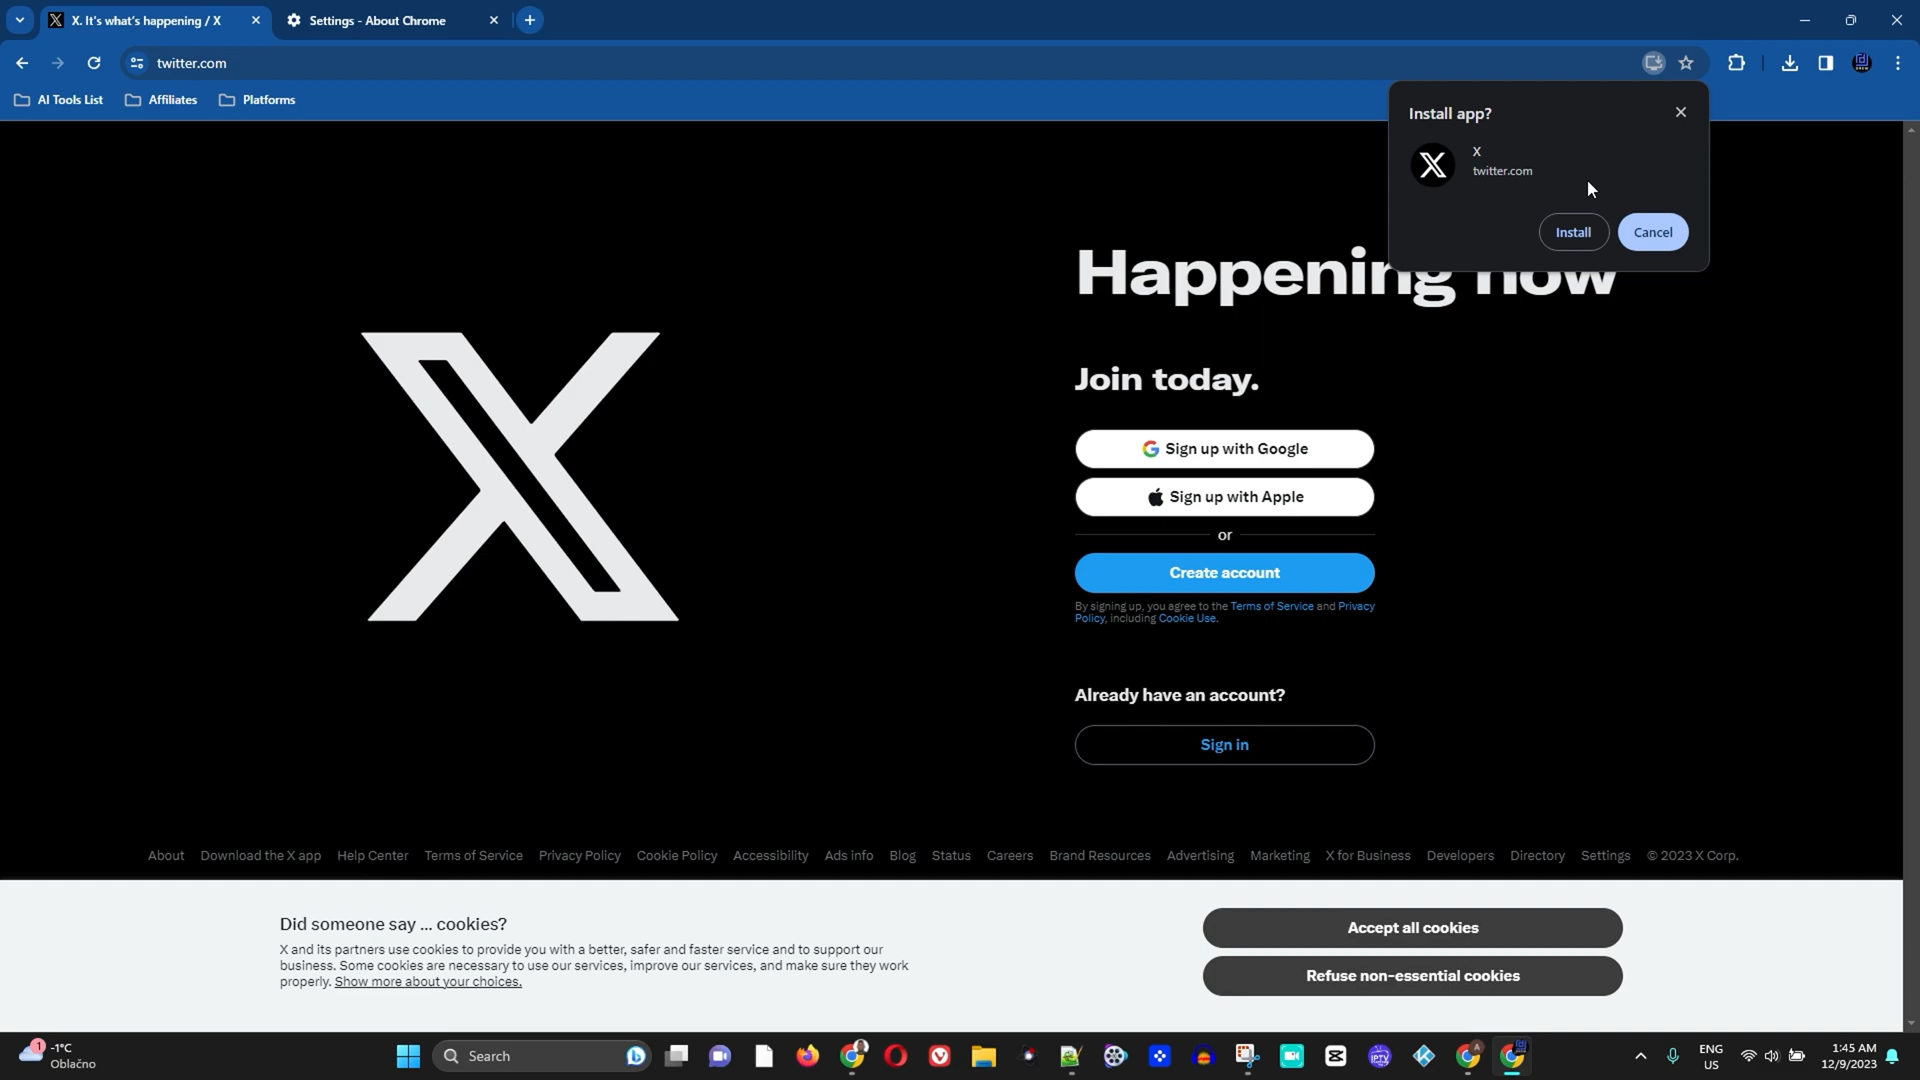 X. It's what's happening / X
Settings - About Chrome
twitter.com
AI Tools List
Affiliates
Platforms
Install app?
X
twitter.com
Install
Cancel
Happening now
Join today.
Sign up with Google
Sign up with Apple
or
Create account
By signing up, you agree to the Terms of Service and Privacy
Policy, including Cookie Use.
Already have an account?
Sign in
About Download the X app Help Center Terms of Service Privacy Policy Cookie Policy Accessibility Ads info Blog Status Careers Brand Resources Advertising Marketing X for Business Developers Directory Settings © 2023 X Corp.
Did someone say ... cookies?
X and its partners use cookies to provide you with a better, safer and faster service and to support our
business. Some cookies are necessary to use our services, improve our services, and make sure they work
properly. Show more about your choices.
Accept all cookies
Refuse non-essential cookies
1
-1°C
Oblačno
Search
IPTV
ENG
US
1:45 AM
12/9/2023